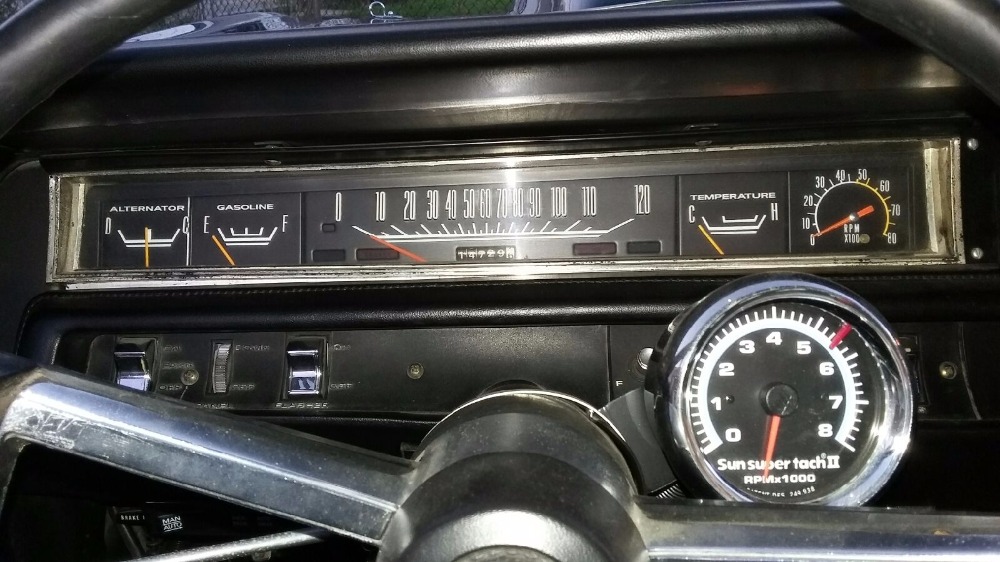 ALTERNATOR
D C
GASOLINE
E F
0 10 20 30 40 50 60 70 80 90 100 110 120
TEMPERATURE
C H
0 10 20 30 40 50 60 70 80
RPM
X100
FLASHER
F
0 1 2 3 4 5 6 7 8
Sun super tach II
RPMx1000
MAN
AUTO